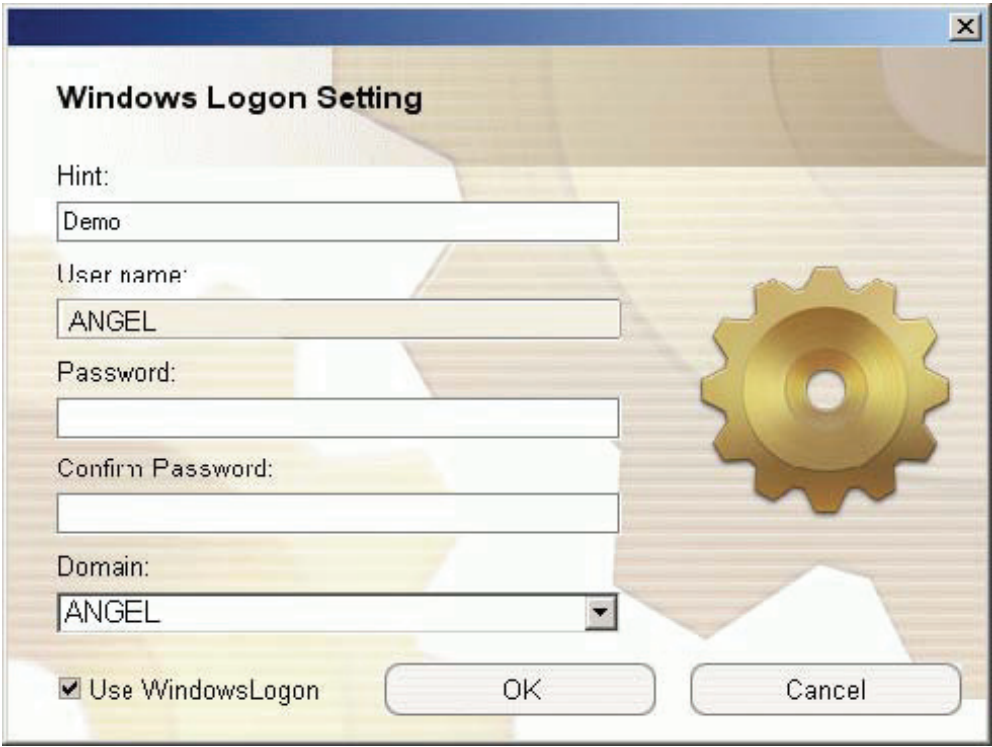 Windows Logon Setting
Hint:
Demo
User name:
ANGEL
Password:
Confirm Password:
Domain:
ANGEL
Use WindowsLogon
OK
Cancel